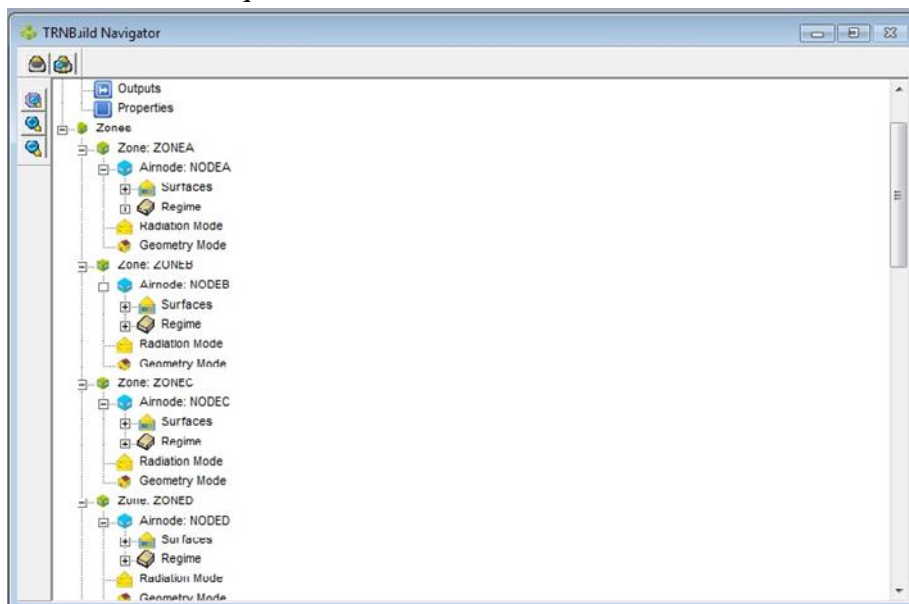 TRNBuild Navigator
Outputs
Properties
Zones
Zone: ZONEA
Airnode: NODEA
Surfaces
Regime
Radiation Mode
Geometry Mode
Zone: ZONEB
Airnode: NODEB
Surfaces
Regime
Radiation Mode
Geometry Mode
Zone: ZONEC
Airnode: NODEC
Surfaces
Regime
Radiation Mode
Geometry Mode
Zone: ZONED
Airnode: NODED
Surfaces
Regime
Radiation Mode
Geometry Mode